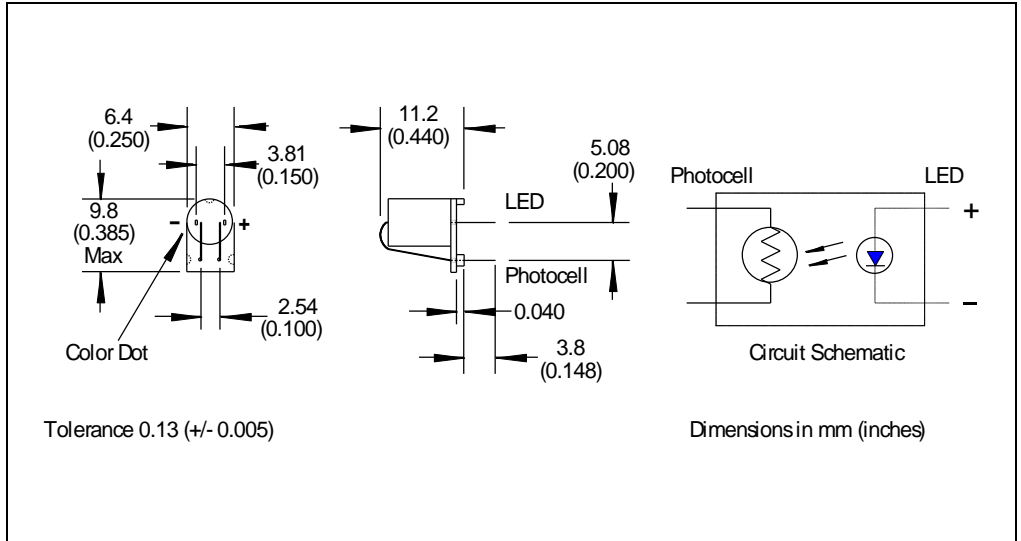 6.4
(0.250)
3.81
(0.150)
9.8
(0.385)
Max
-
+
2.54
(0.100)
Color Dot
11.2
(0.440)
5.08
(0.200)
LED
Photocell
0.040
3.8
(0.148)
Photocell
LED
+
-
Circuit Schematic
Tolerance 0.13 (+/- 0.005)
Dimensions in mm (inches)